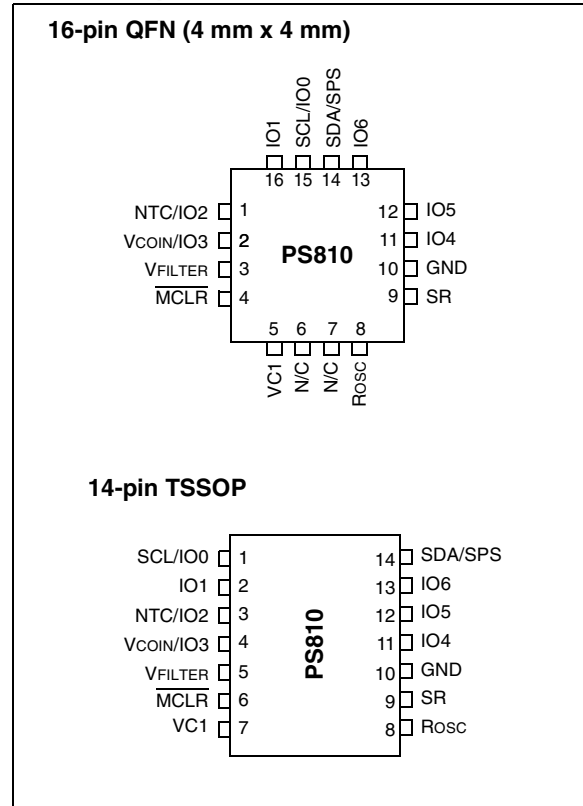 16-pin QFN (4 mm x 4 mm)
IO1
SCL/IO0
SDA/SPS
IO6
16 15 14 13
NTC/IO2 1 12 IO5
VCOIN/IO3 2 11 IO4
VFILTER 3 PS810 10 GND
MCLR 4 9 SR
5 6 7 8
VC1
N/C
N/C
ROSC
14-pin TSSOP
SCL/IO0 1 14 SDA/SPS
IO1 2 13 IO6
NTC/IO2 3 12 IO5
VCOIN/IO3 4 11 IO4
VFILTER 5 10 GND
MCLR 6 9 SR
VC1 7 8 ROSC
PS810